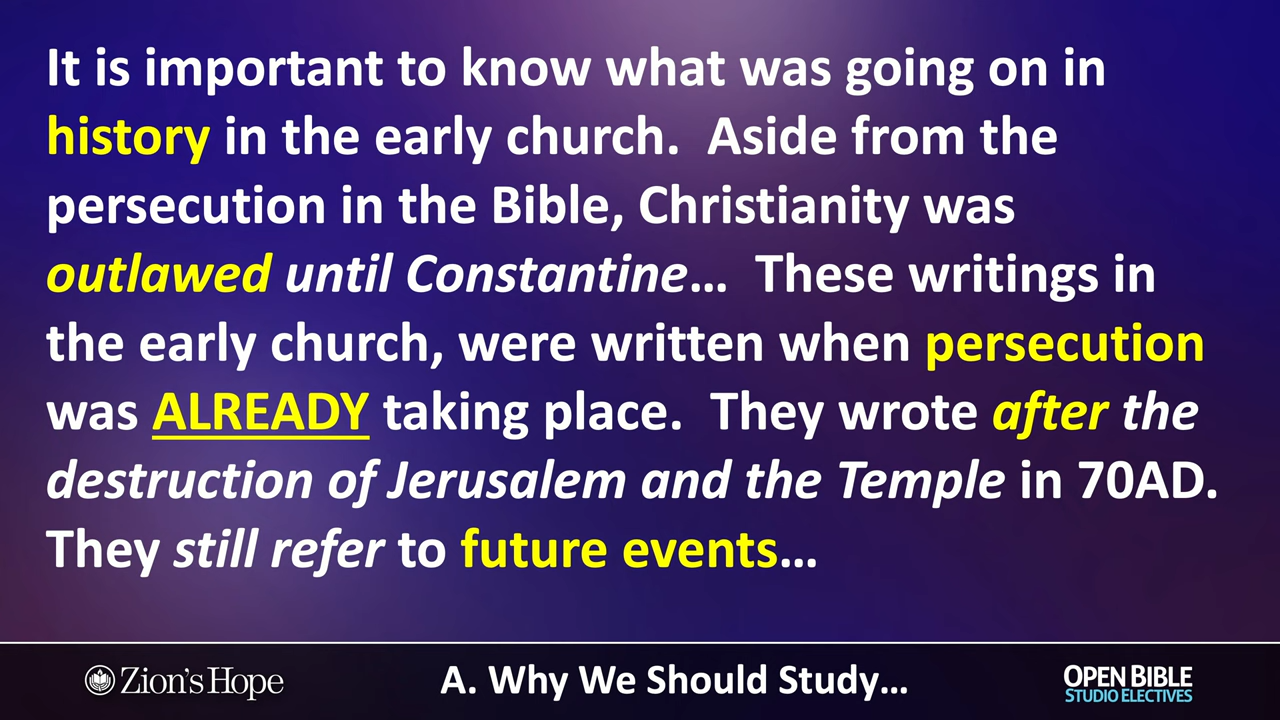 It is important to know what was going on in
history in the early church.  Aside from the
persecution in the Bible, Christianity was
outlawed until Constantine…  These writings in
the early church, were written when persecution
was ALREADY taking place.  They wrote after the
destruction of Jerusalem and the Temple in 70AD.
They still refer to future events…
Zion's Hope
A. Why We Should Study…
OPEN BIBLE
STUDIO ELECTIVES